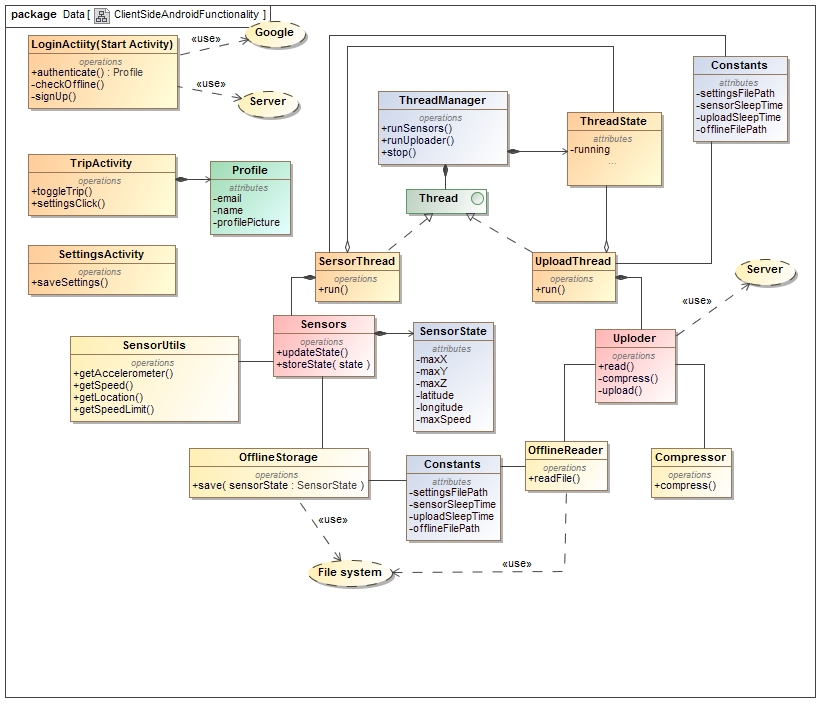 package Data [ ClientSideAndroidFunctionality ]
LoginActiity(Start Activity)
operations
+authenticate() : Profile
-checkOffline()
-signUp()
«use»
Google
«use»
Server
TripActivity
operations
+toggleTrip()
+settingsClick()
Profile
attributes
-email
-name
-profilePicture
SettingsActivity
operations
+saveSettings()
ThreadManager
operations
+runSensors()
+runUploader()
+stop()
ThreadState
attributes
-running
...
Constants
attributes
-settingsFilePath
-sensorSleepTime
-uploadSleepTime
-offlineFilePath
Thread
SersorThread
operations
+run()
UploadThread
operations
+run()
Server
«use»
Sensors
operations
+updateState()
+storeState( state )
SensorState
attributes
-maxX
-maxY
-maxZ
-latitude
-longitude
-maxSpeed
SensorUtils
operations
+getAccelerometer()
+getSpeed()
+getLocation()
+getSpeedLimit()
Uploder
operations
+read()
-compress()
-upload()
OfflineStorage
operations
+save( sensorState : SensorState )
Constants
attributes
-settingsFilePath
-sensorSleepTime
-uploadSleepTime
-offlineFilePath
OfflineReader
operations
+readFile()
Compressor
operations
+compress()
«use»
File system
«use»